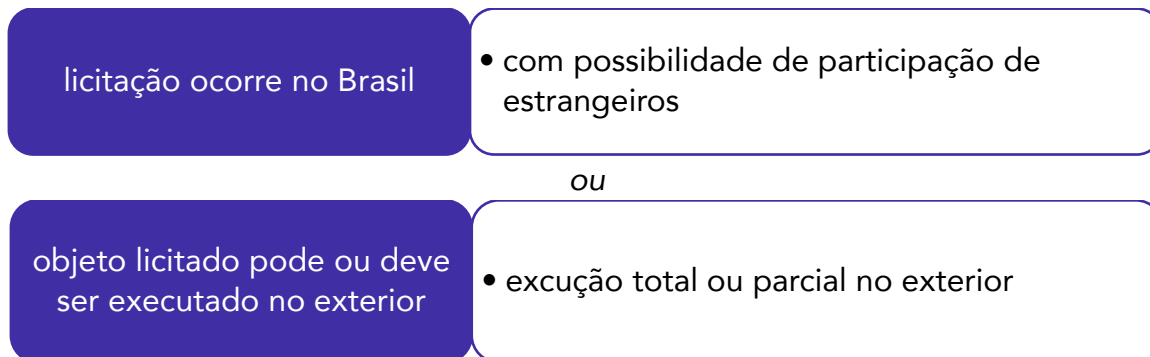 licitação ocorre no Brasil
• com possibilidade de participação de
estrangeiros
ou
objeto licitado pode ou deve
ser executado no exterior
• excução total ou parcial no exterior